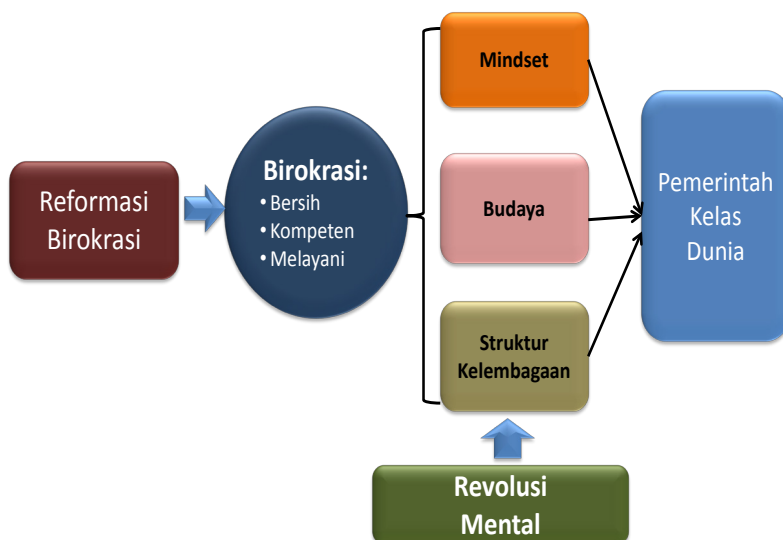 Reformasi
Birokrasi
Birokrasi:
• Bersih
• Kompeten
• Melayani
Mindset
Budaya
Struktur
Kelembagaan
Pemerintah
Kelas
Dunia
Revolusi
Mental